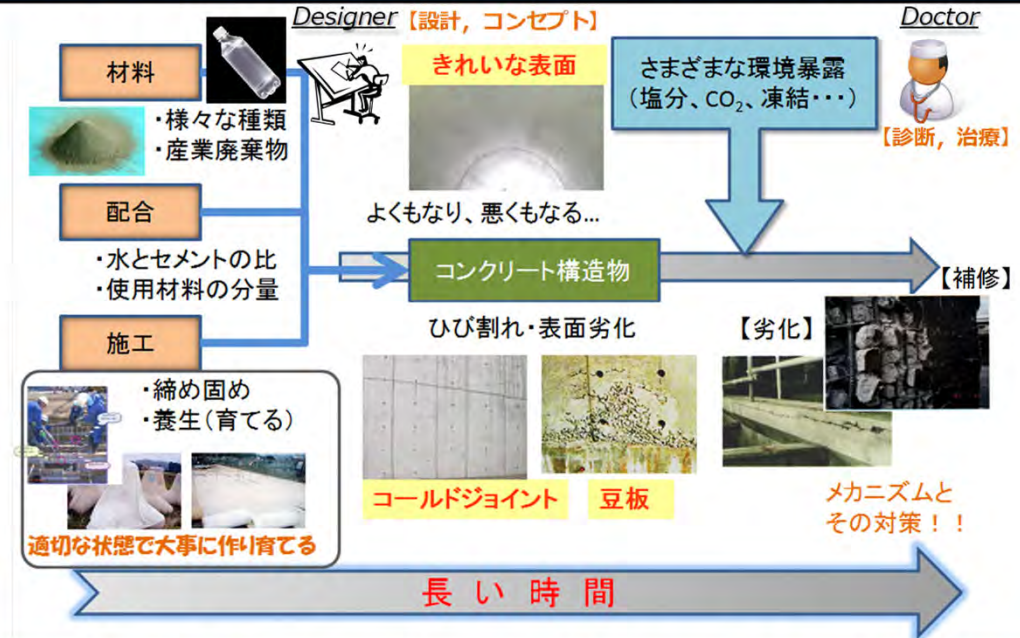 Designer 【設計，コンセプト】
Doctor
材料
・様々な種類
・産業廃棄物
きれいな表面
さまざまな環境暴露
（塩分、CO₂、凍結・・・）
【診断，治療】
配合
・水とセメントの比
・使用材料の分量
よくもなり、悪くもなる…
コンクリート構造物
【補修】
施工
・締め固め
・養生（育てる）
適切な状態で大事に作り育てる
ひび割れ・表面劣化
コールドジョイント
豆板
【劣化】
メカニズムと
その対策！！
長い時間